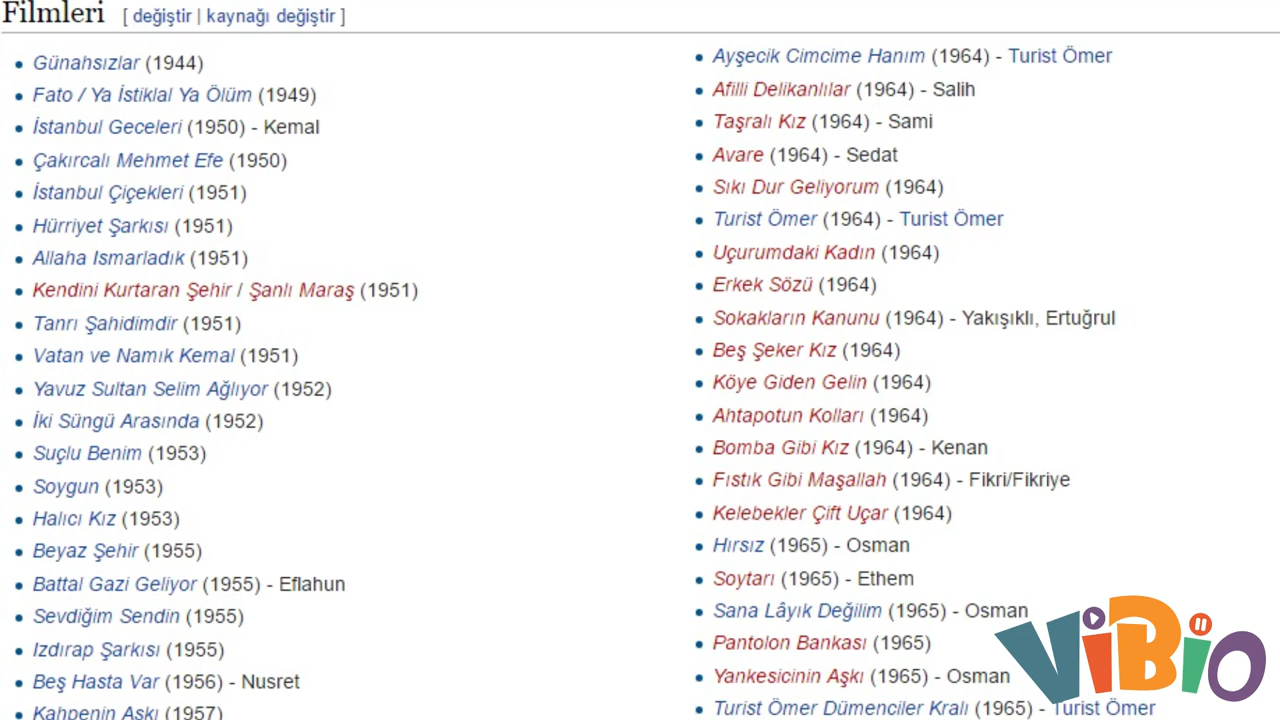 Filmleri [ değiştir | kaynağı değiştir ]
Günahsızlar (1944)
Fato / Ya İstiklal Ya Ölüm (1949)
İstanbul Geceleri (1950) - Kemal
Çakırcalı Mehmet Efe (1950)
İstanbul Çiçekleri (1951)
Hürriyet Şarkısı (1951)
Allaha Ismarladık (1951)
Kendini Kurtaran Şehir / Şanlı Maraş (1951)
Tanrı Şahidimdir (1951)
Vatan ve Namık Kemal (1951)
Yavuz Sultan Selim Ağlıyor (1952)
İki Süngü Arasında (1952)
Suçlu Benim (1953)
Soygun (1953)
Halıcı Kız (1953)
Beyaz Şehir (1955)
Battal Gazi Geliyor (1955) - Eflahun
Sevdiğim Sendin (1955)
Izdırap Şarkısı (1955)
Beş Hasta Var (1956) - Nusret
Kahpenin Aşkı (1957)
Ayşecik Cimcime Hanım (1964) - Turist Ömer
Afilli Delikanlılar (1964) - Salih
Taşralı Kız (1964) - Sami
Avare (1964) - Sedat
Sıkı Dur Geliyorum (1964)
Turist Ömer (1964) - Turist Ömer
Uçurumdaki Kadın (1964)
Erkek Sözü (1964)
Sokakların Kanunu (1964) - Yakışıklı, Ertuğrul
Beş Şeker Kız (1964)
Köye Giden Gelin (1964)
Ahtapotun Kolları (1964)
Bomba Gibi Kız (1964) - Kenan
Fıstık Gibi Maşallah (1964) - Fikri/Fikriye
Kelebekler Çift Uçar (1964)
Hırsız (1965) - Osman
Soytarı (1965) - Ethem
Sana Lâyık Değilim (1965) - Osman
Pantolon Bankası (1965)
Yankesicinin Aşkı (1965) - Osman
Turist Ömer Dümenciler Kralı (1965) - Turist Ömer
ViBiO